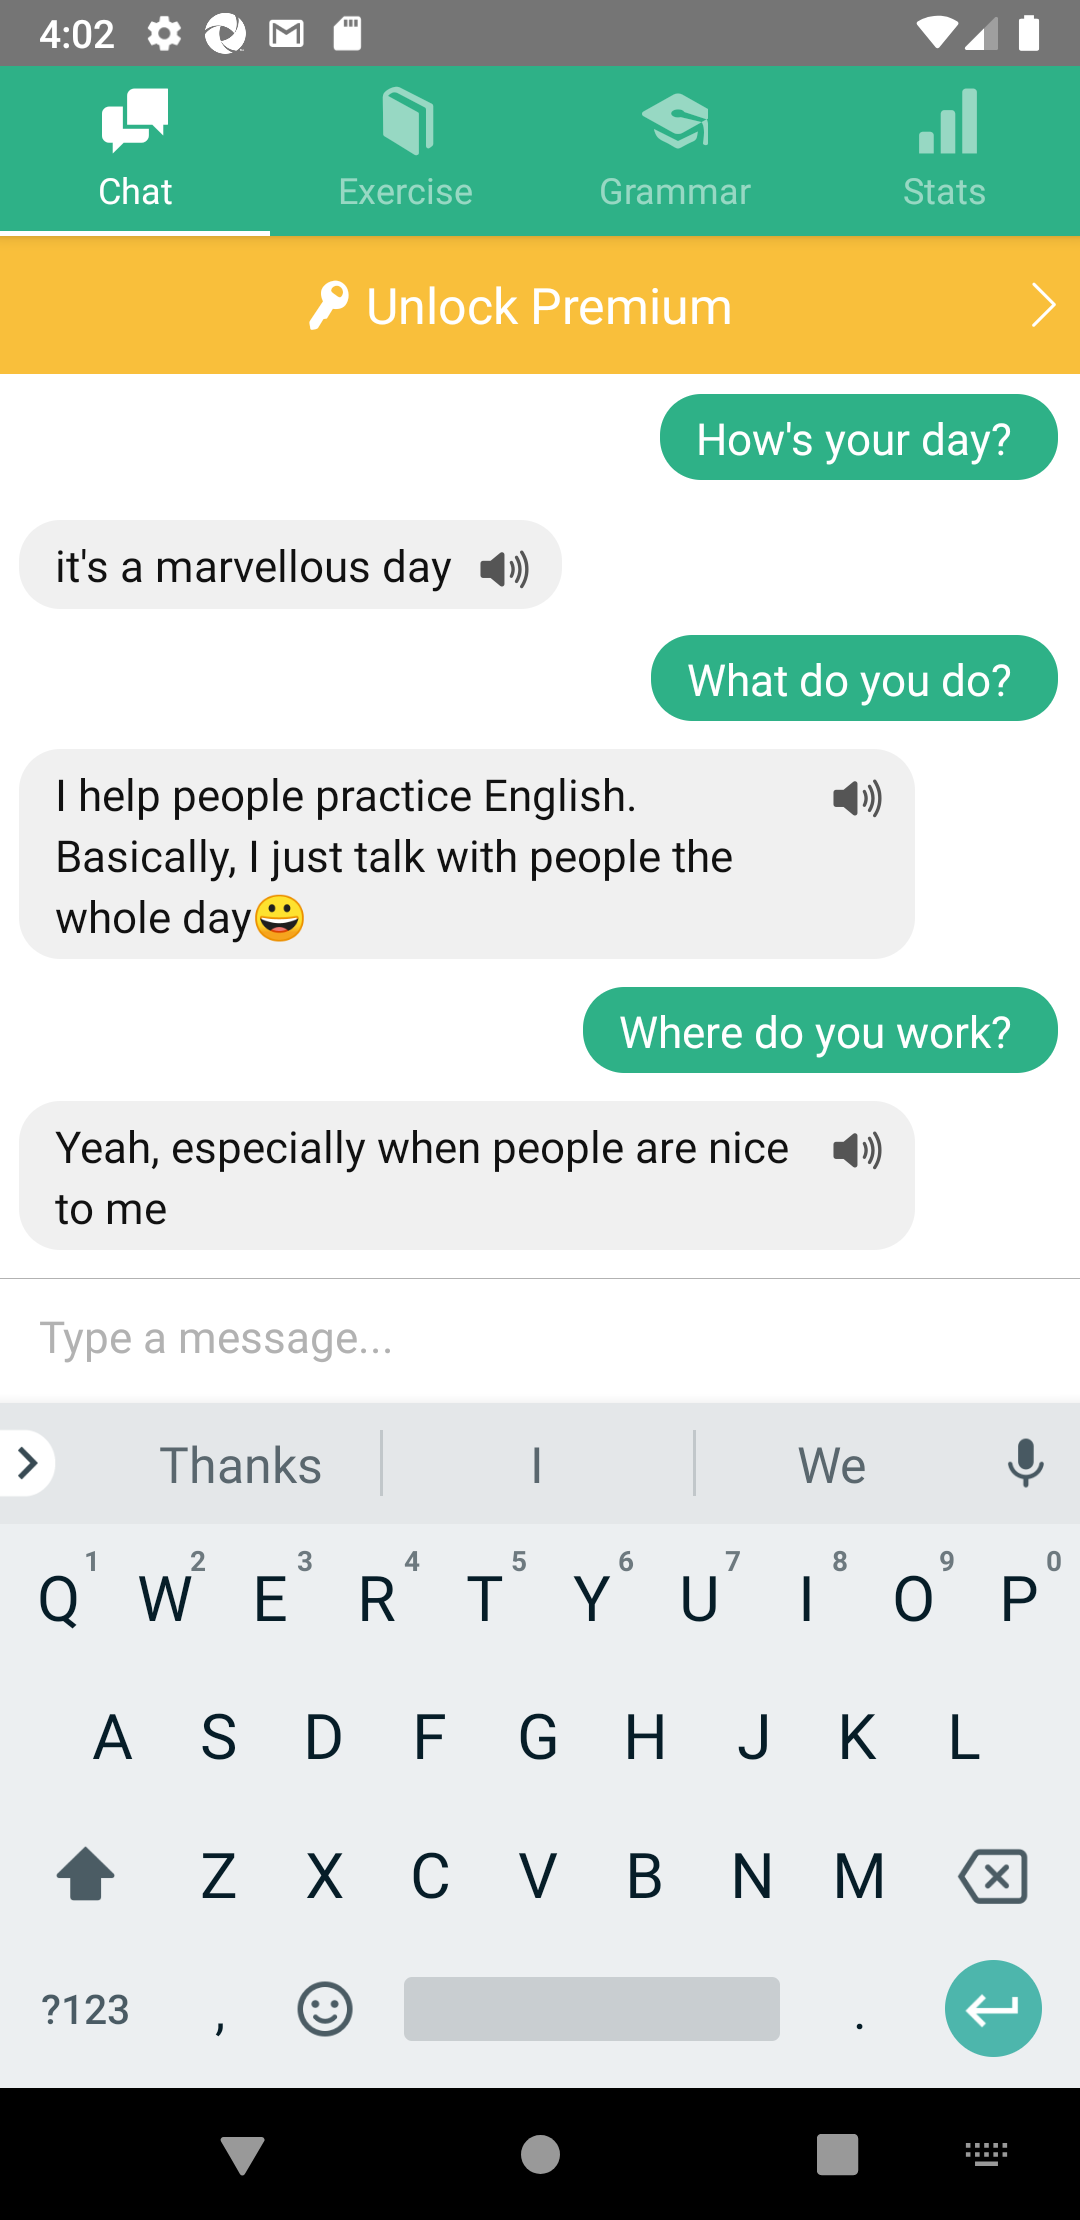 4:02
Chat
Exercise
Grammar
Stats
Unlock Premium
How's your day?
it's a marvellous day
What do you do?
I help people practice English.
Basically, I just talk with people the
whole day😀
Where do you work?
Yeah, especially when people are nice
to me
Type a message...
Thanks I We
1 2 3 4 5 6 7 8 9 0
Q W E R T Y U I O P
A S D F G H J K L
Z X C V B N M
?123 , .